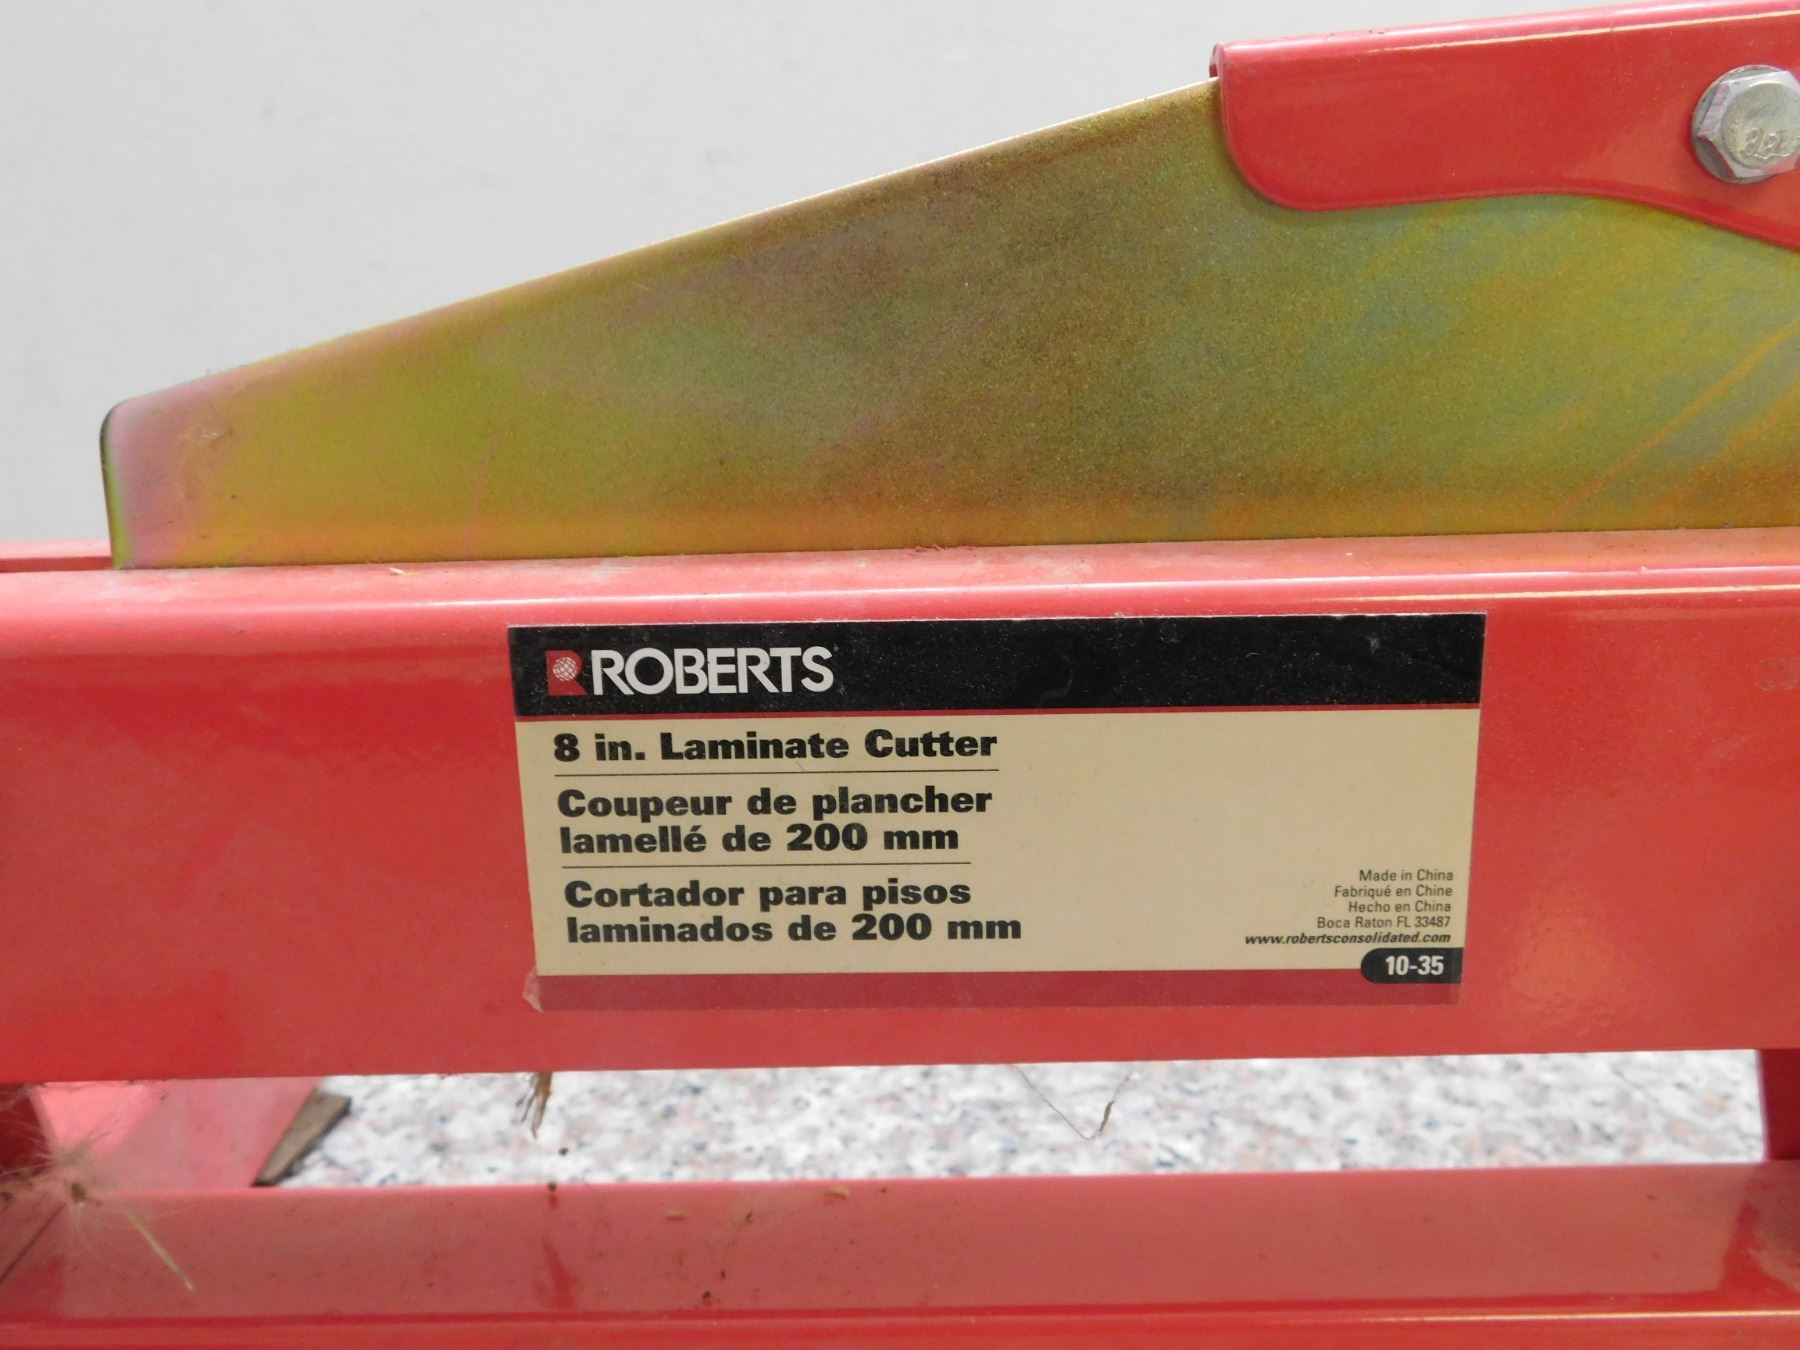 ROBERTS
8 in. Laminate Cutter
Coupeur de plancher
lamellé de 200 mm
Cortador para pisos
laminados de 200 mm
Made in China
Fabriqué en Chine
Hecho en China
Boca Raton FL 33487
www.robertsconsolidated.com
10-35